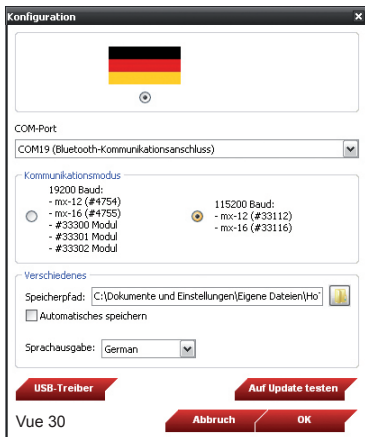 Konfiguration
COM-Port
COM19 (Bluetooth-Kommunikationsanschluss)
Kommunikationsmodus
19200 Baud:
- mx-12 (#4754)
- mx-16 (#4755)
- #33300 Modul
- #33301 Modul
- #33302 Modul
115200 Baud:
- mx-12 (#33112)
- mx-16 (#33116)
Verschiedenes
Speicherpfad: C:\Dokumente und Einstellungen\Eigene Dateien\Ho
Automatisches speichern
Sprachausgabe: German
USB-Treiber Auf Update testen
Vue 30 Abbruch OK